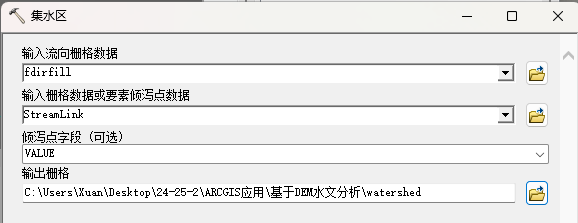 集水区
输入流向栅格数据
fdirfill
输入栅格数据或要素倾泻点数据
StreamLink
倾泻点字段（可选）
VALUE
输出栅格
C:\Users\Xuan\Desktop\24-25-2\ARCGIS应用\基于DEM水文分析\watershed